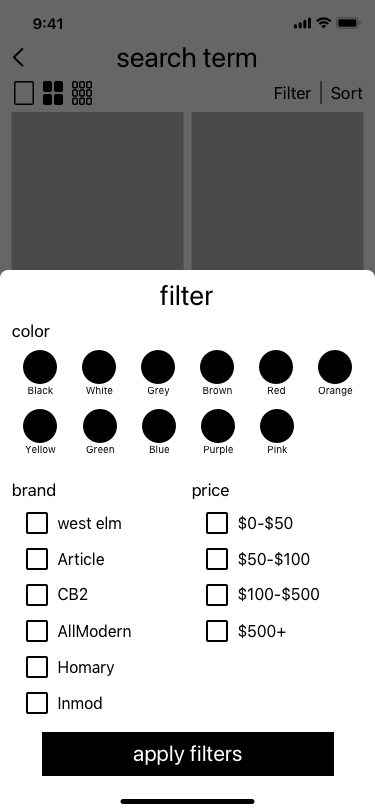 9:41
search term
Filter | Sort
filter
color
Black White Grey Brown Red Orange
Yellow Green Blue Purple Pink
brand
west elm
Article
CB2
AllModern
Homary
Inmod
price
$0-$50
$50-$100
$100-$500
$500+
apply filters